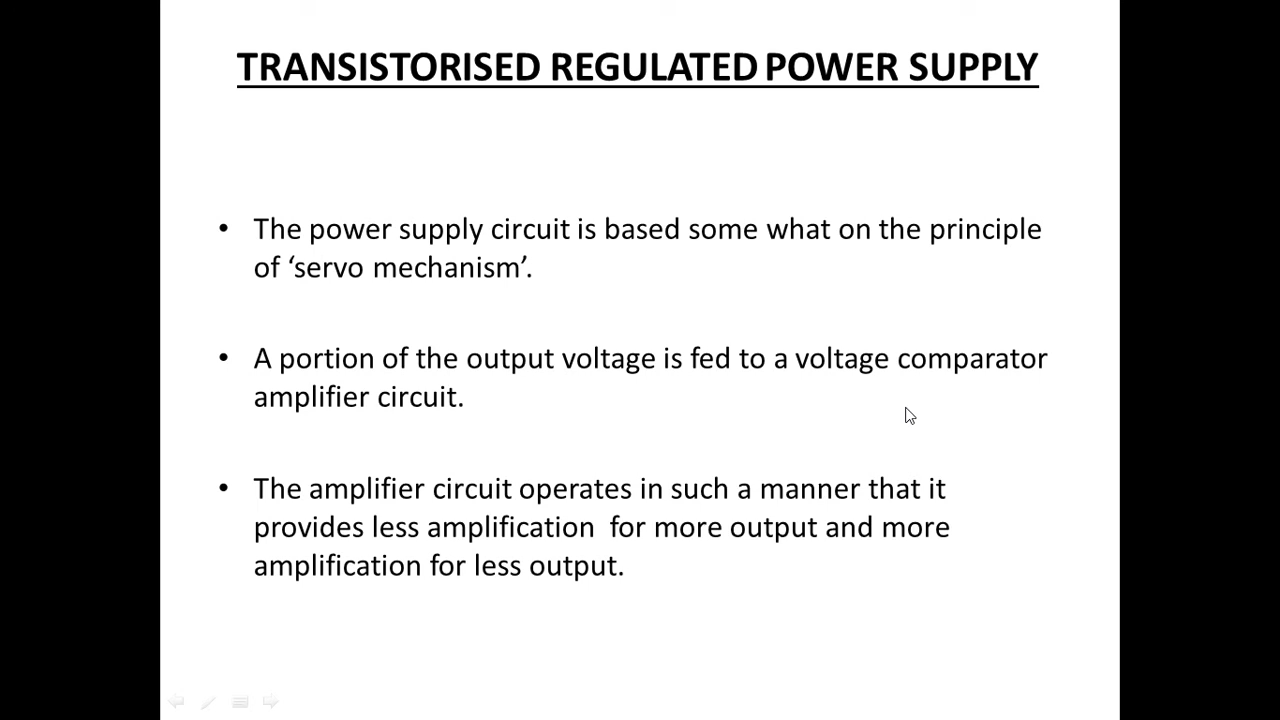 TRANSISTORISED REGULATED POWER SUPPLY
• The power supply circuit is based some what on the principle
of ‘servo mechanism’.
• A portion of the output voltage is fed to a voltage comparator
amplifier circuit.
• The amplifier circuit operates in such a manner that it
provides less amplification  for more output and more
amplification for less output.